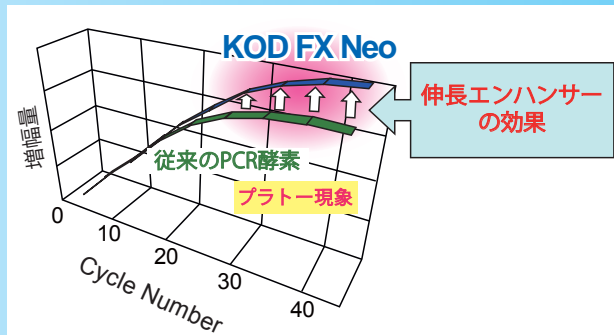 KOD FX Neo
伸長エンハンサー
の効果
増幅量
従来のPCR酵素
プラトー現象
0
10
20
30
40
Cycle Number